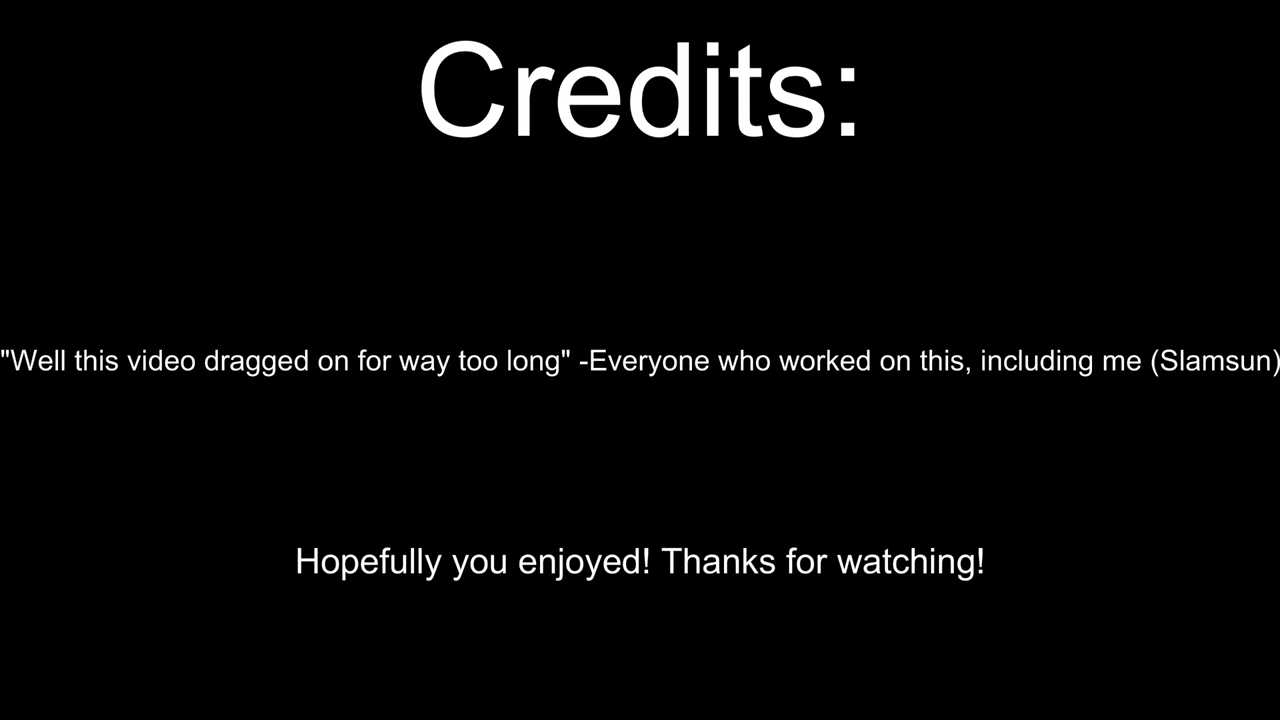 Credits:
"Well this video dragged on for way too long" -Everyone who worked on this, including me (Slamsun)
Hopefully you enjoyed! Thanks for watching!